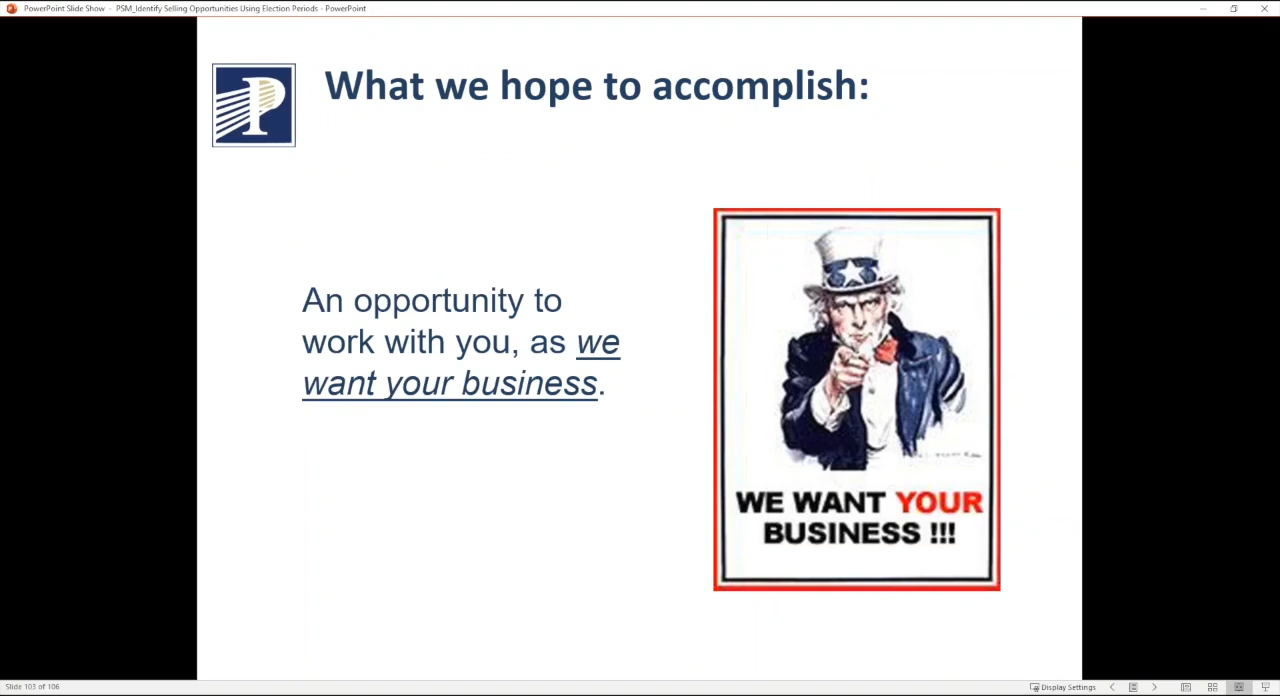 PowerPoint Slide Show - PSM_Identify Selling Opportunities Using Election Periods - PowerPoint
P
What we hope to accomplish:
An opportunity to
work with you, as we
want your business.
WE WANT YOUR
BUSINESS !!!
Slide 103 of 106
Display Settings